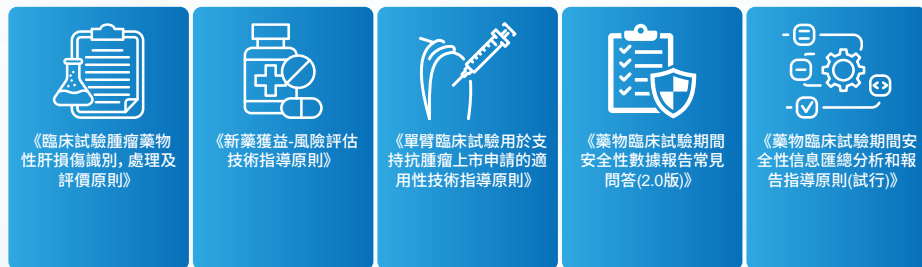 《臨床試驗腫瘤藥物
性肝損傷識別, 處理及
評價原則》
《新藥獲益-風險評估
技術指導原則》
《單臂臨床試驗用於支
持抗腫瘤上市申請的適
用性技術指導原則》
《藥物臨床試驗期間
安全性數據報告常見
問答(2.0版)》
《藥物臨床試驗期間安
全性信息匯總分析和報
告指導原則(試行)》